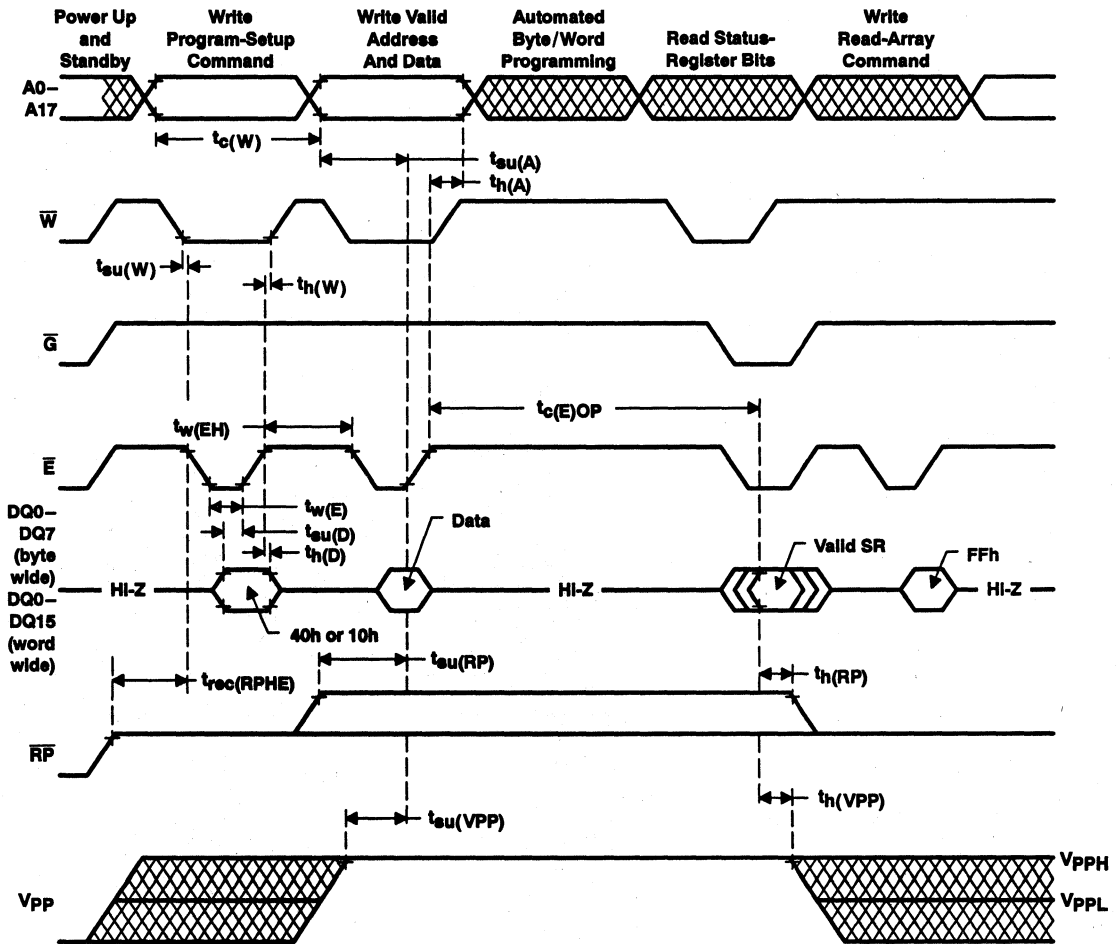 Power Up
and
Standby
Write
Program-Setup
Command
Write Valid
Address
And Data
Automated
Byte/Word
Programming
Read Status-
Register Bits
Write
Read-Array
Command
A0–
A17
tc(W)
tsu(A)
th(A)
W
tsu(W)
th(W)
G
tc(E)OP
tw(EH)
E
tw(E)
tsu(D)
th(D)
DQ0–
DQ7
(byte
wide)
DQ0–
DQ15
(word
wide)
Data
Valid SR
FFh
HI-Z
HI-Z
HI-Z
40h or 10h
tsu(RP)
trec(RPHE)
th(RP)
RP
th(VPP)
tsu(VPP)
VPP
VPPH
VPPL